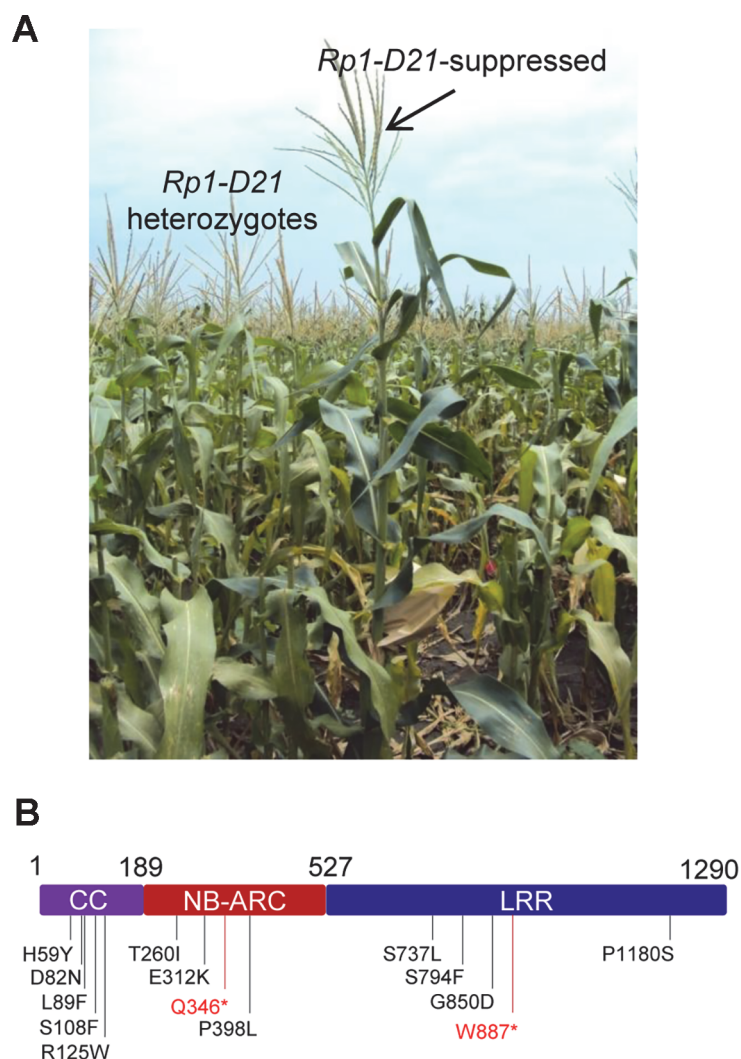 A
Rp1-D21-suppressed
Rp1-D21
heterozygotes
B
1 189 527 1290
CC NB-ARC LRR
H59Y T260I S737L P1180S
D82N E312K S794F
L89F Q346* G850D
S108F P398L W887*
R125W